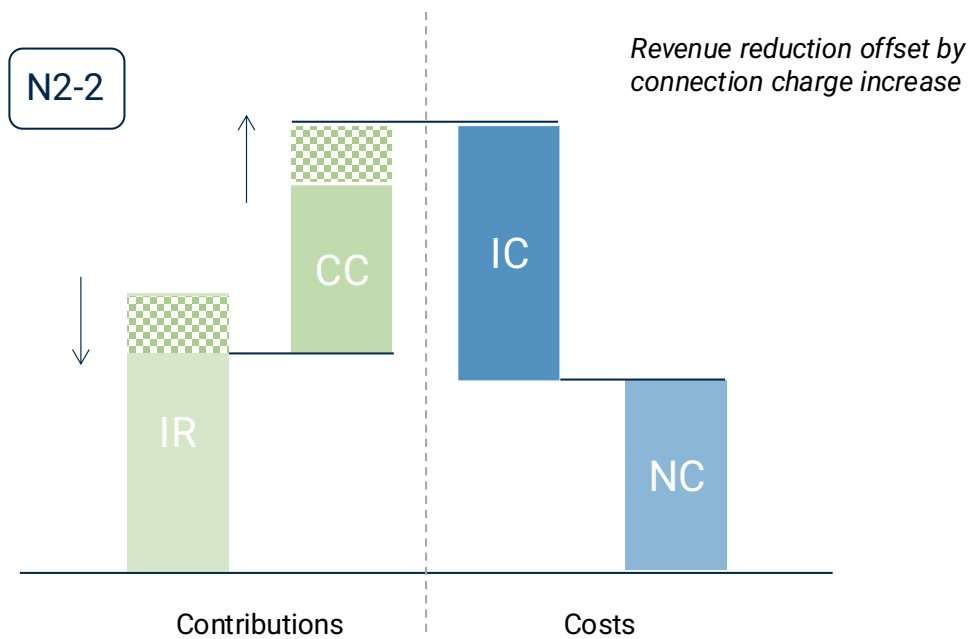 N2-2
Revenue reduction offset by
connection charge increase
CC
IC
IR
NC
Contributions
Costs